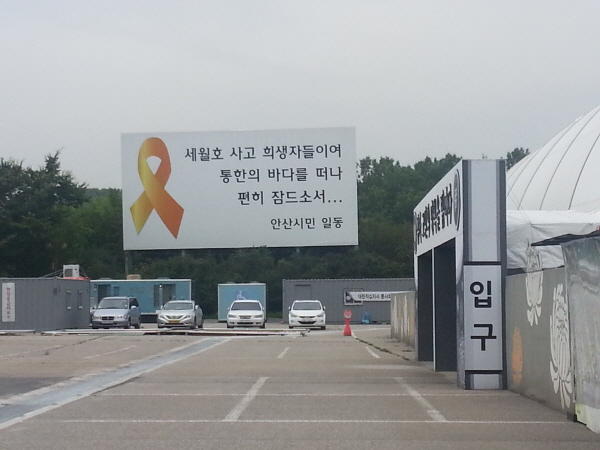 세월호 사고 희생자들이여
통한의 바다를 떠나
편히 잠드소서...
안산시민 일동
입구